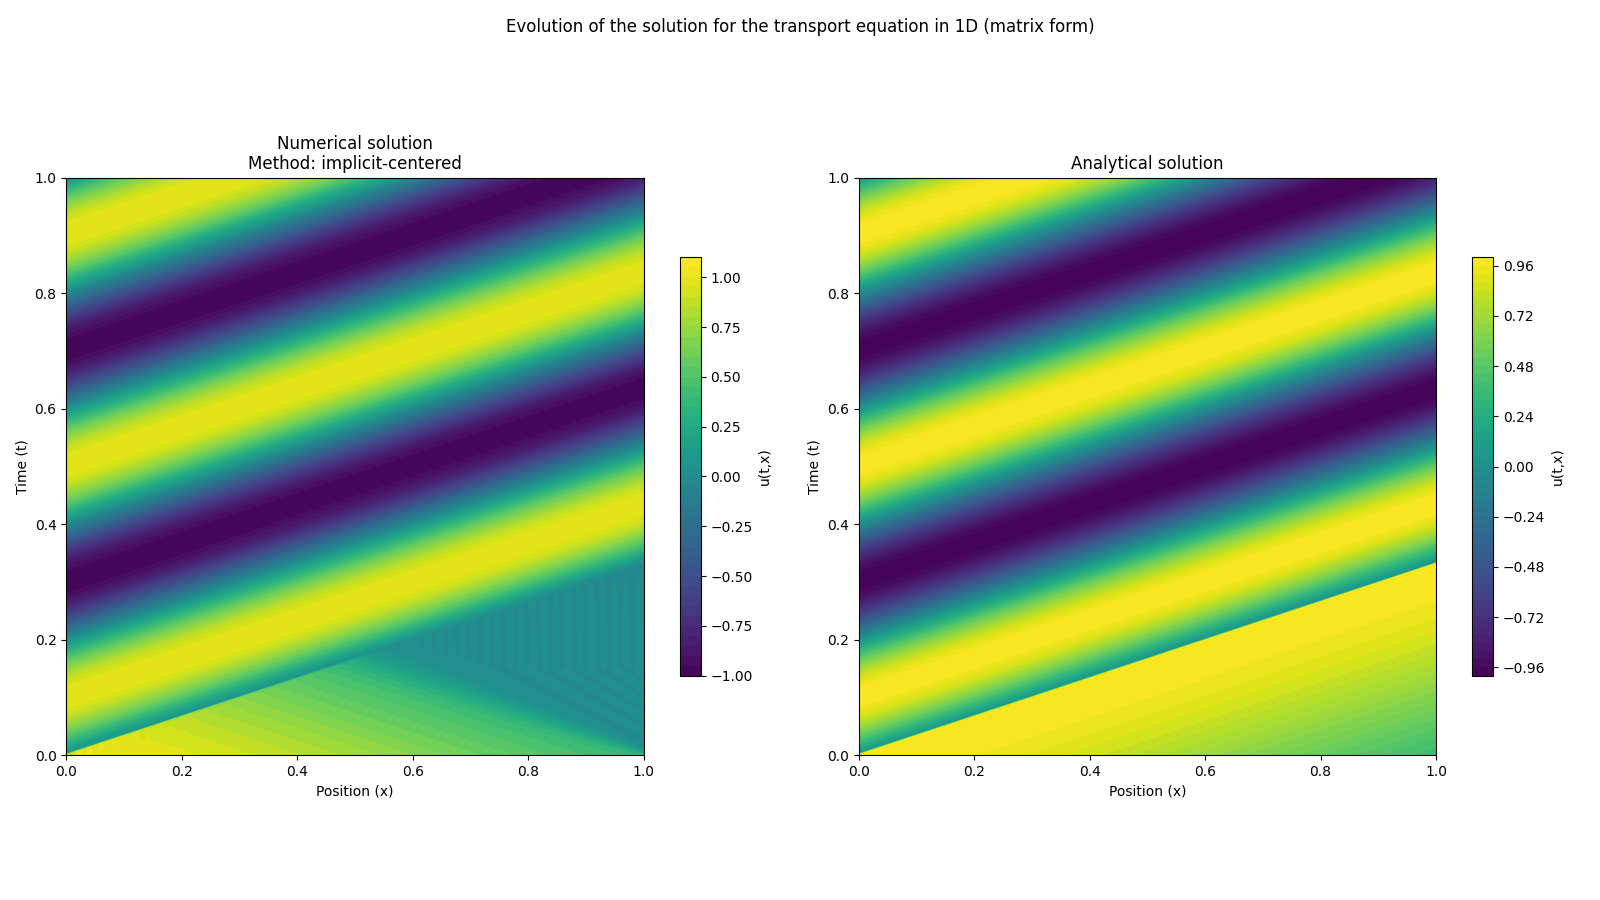 Evolution of the solution for the transport equation in 1D (matrix form)
Numerical solution
Method: implicit-centered
1.0
0.8
0.6
0.4
0.2
0.0
Time (t)
0.0 0.2 0.4 0.6 0.8 1.0
Position (x)
1.00
0.75
0.50
0.25
0.00
−0.25
−0.50
−0.75
−1.00
u(t,x)
Analytical solution
1.0
0.8
0.6
0.4
0.2
0.0
Time (t)
0.0 0.2 0.4 0.6 0.8 1.0
Position (x)
0.96
0.72
0.48
0.24
0.00
−0.24
−0.48
−0.72
−0.96
u(t,x)